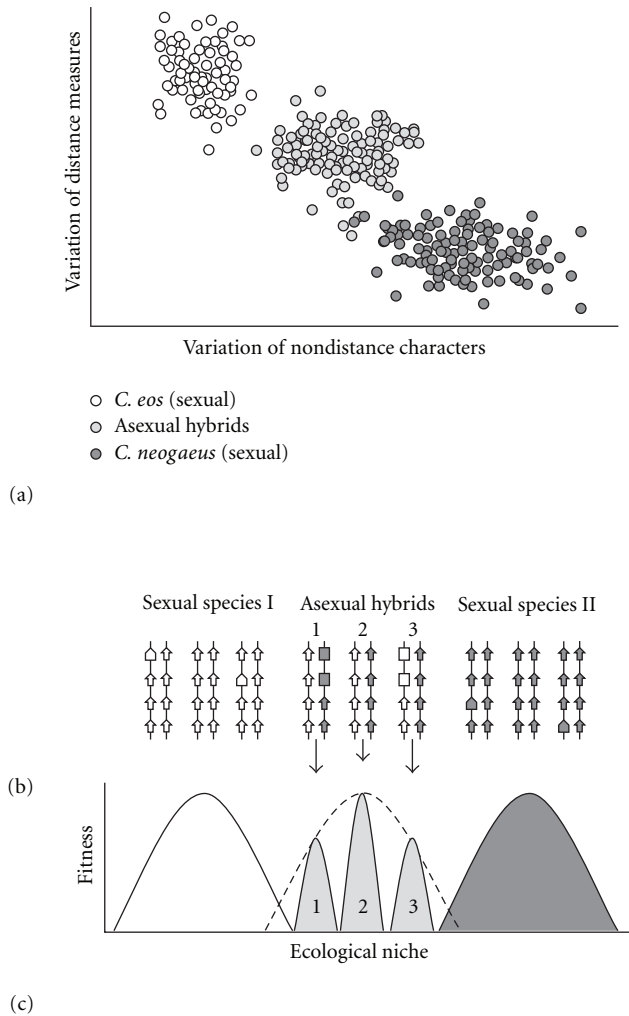 Variation of distance measures
Variation of nondistance characters
C. eos (sexual)
Asexual hybrids
C. neogaeus (sexual)
(a)
Sexual species I
Asexual hybrids
Sexual species II
1
2
3
(b)
Fitness
1
2
3
Ecological niche
(c)